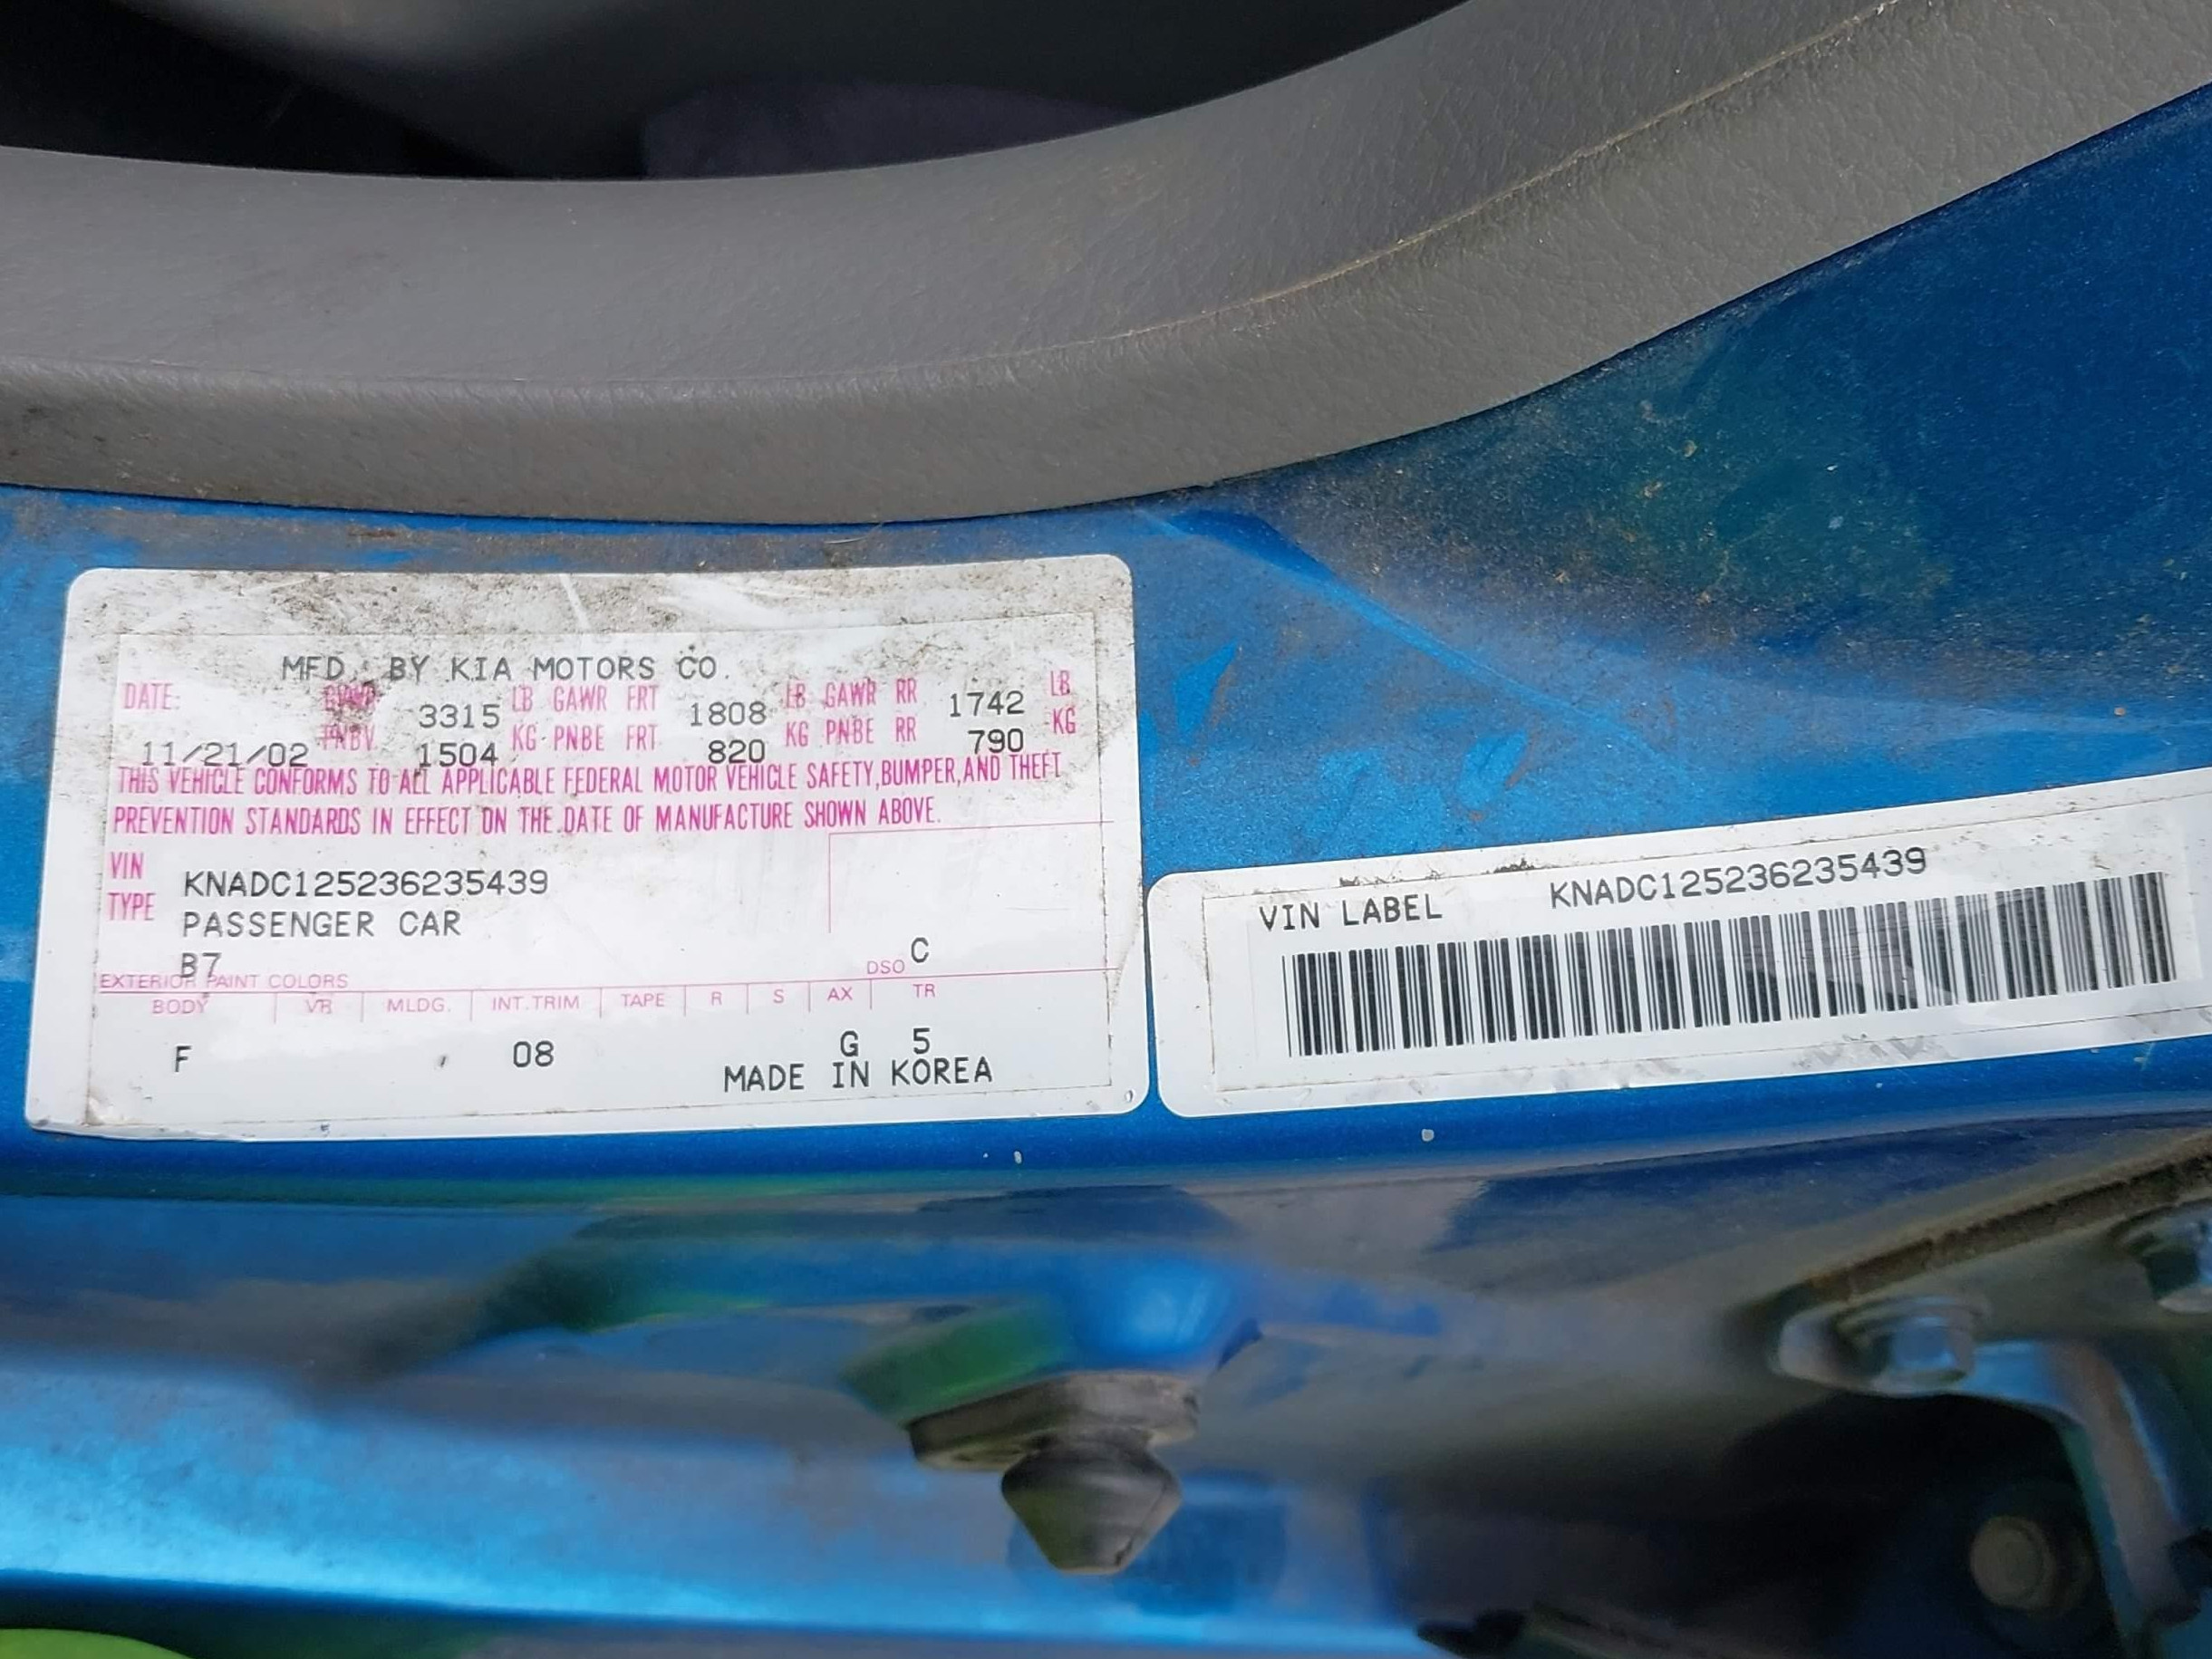 MFD. BY KIA MOTORS CO.
DATE: GVWR 3315 LB GAWR FRT 1808 LB GAWR RR 1742 LB
11/21/02 PNBV 1504 KG PNBE FRT 820 KG PNBE RR 790 KG
THIS VEHICLE CONFORMS TO ALL APPLICABLE FEDERAL MOTOR VEHICLE SAFETY,BUMPER,AND THEFT
PREVENTION STANDARDS IN EFFECT ON THE DATE OF MANUFACTURE SHOWN ABOVE.
VIN KNADC125236235439
TYPE PASSENGER CAR
B7
EXTERIOR PAINT COLORS DSO C
BODY VR MLDG. INT.TRIM TAPE R S AX TR
F 08 G 5
MADE IN KOREA
VIN LABEL KNADC125236235439